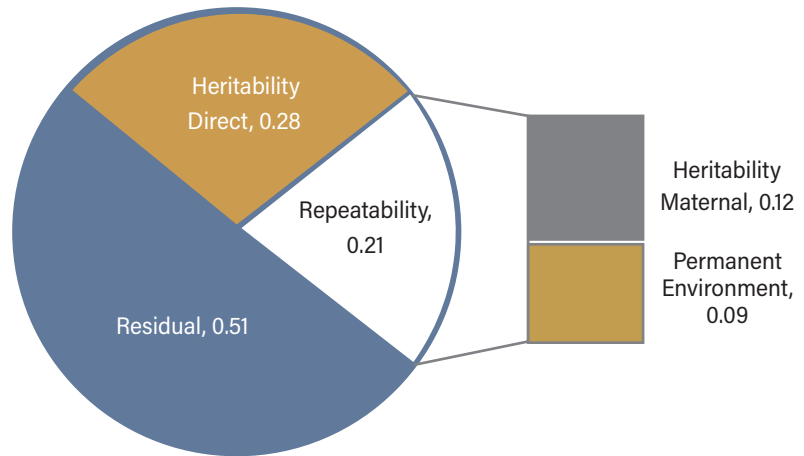 Heritability
Direct, 0.28
Repeatability,
0.21
Residual, 0.51
Heritability
Maternal, 0.12
Permanent
Environment,
0.09